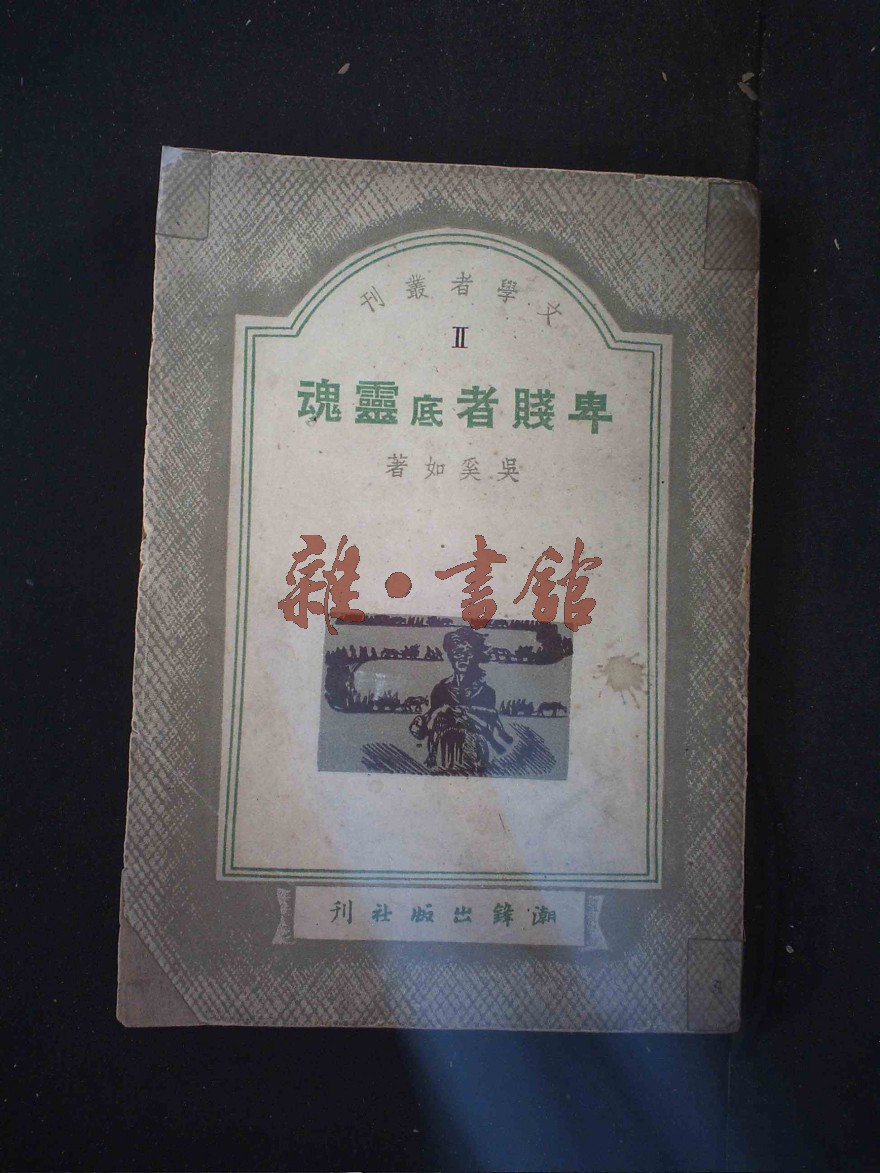 文學者叢刊
II
卑賤者底靈魂
吳奚如著
雜·書館
潮鋒出版社刊